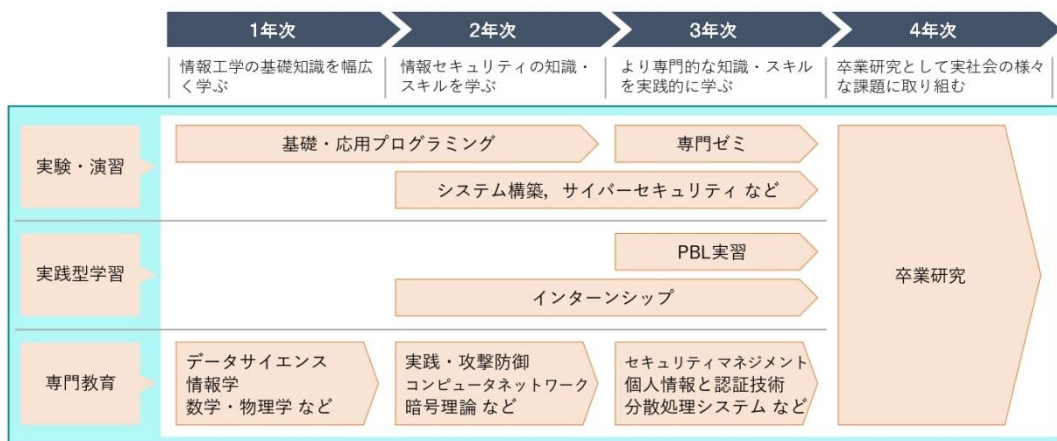 1年次
2年次
3年次
4年次
情報工学の基礎知識を幅広
く学ぶ
情報セキュリティの知識・
スキルを学ぶ
より専門的な知識・スキル
を実践的に学ぶ
卒業研究として実社会の様々
な課題に取り組む
実験・演習
基礎・応用プログラミング
専門ゼミ
システム構築，サイバーセキュリティ など
実践型学習
PBL実習
インターンシップ
卒業研究
専門教育
データサイエンス
情報学
数学・物理学 など
実践・攻撃防御
コンピュータネットワーク
暗号理論 など
セキュリティマネジメント
個人情報と認証技術
分散処理システム など